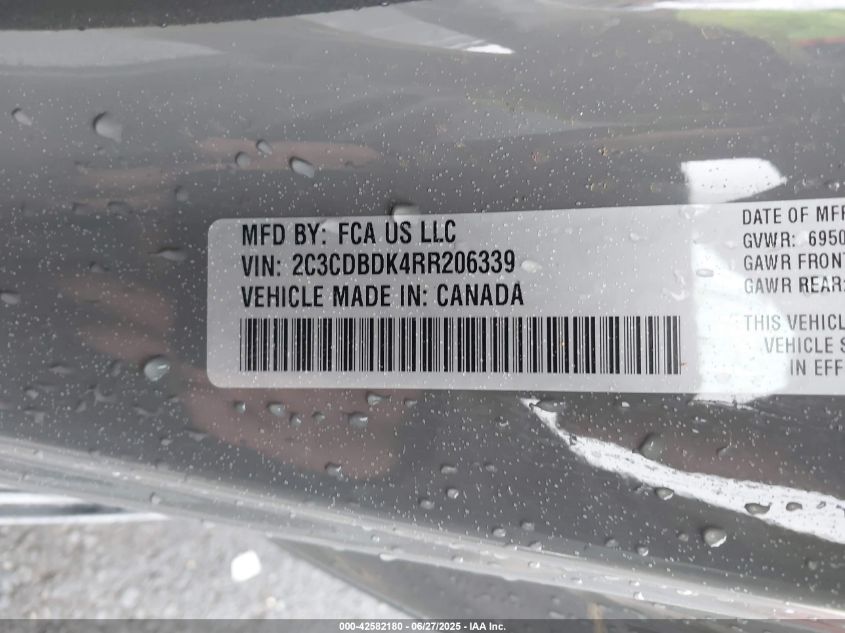 MFD BY: FCA US LLC
VIN: 2C3CDBDK4RR206339
VEHICLE MADE IN: CANADA
DATE OF MFR
GVWR: 6950
GAWR FRONT
GAWR REAR:
THIS VEHICL
VEHICLE S
IN EFF
000-42582180 - 06/27/2025 - IAA Inc.